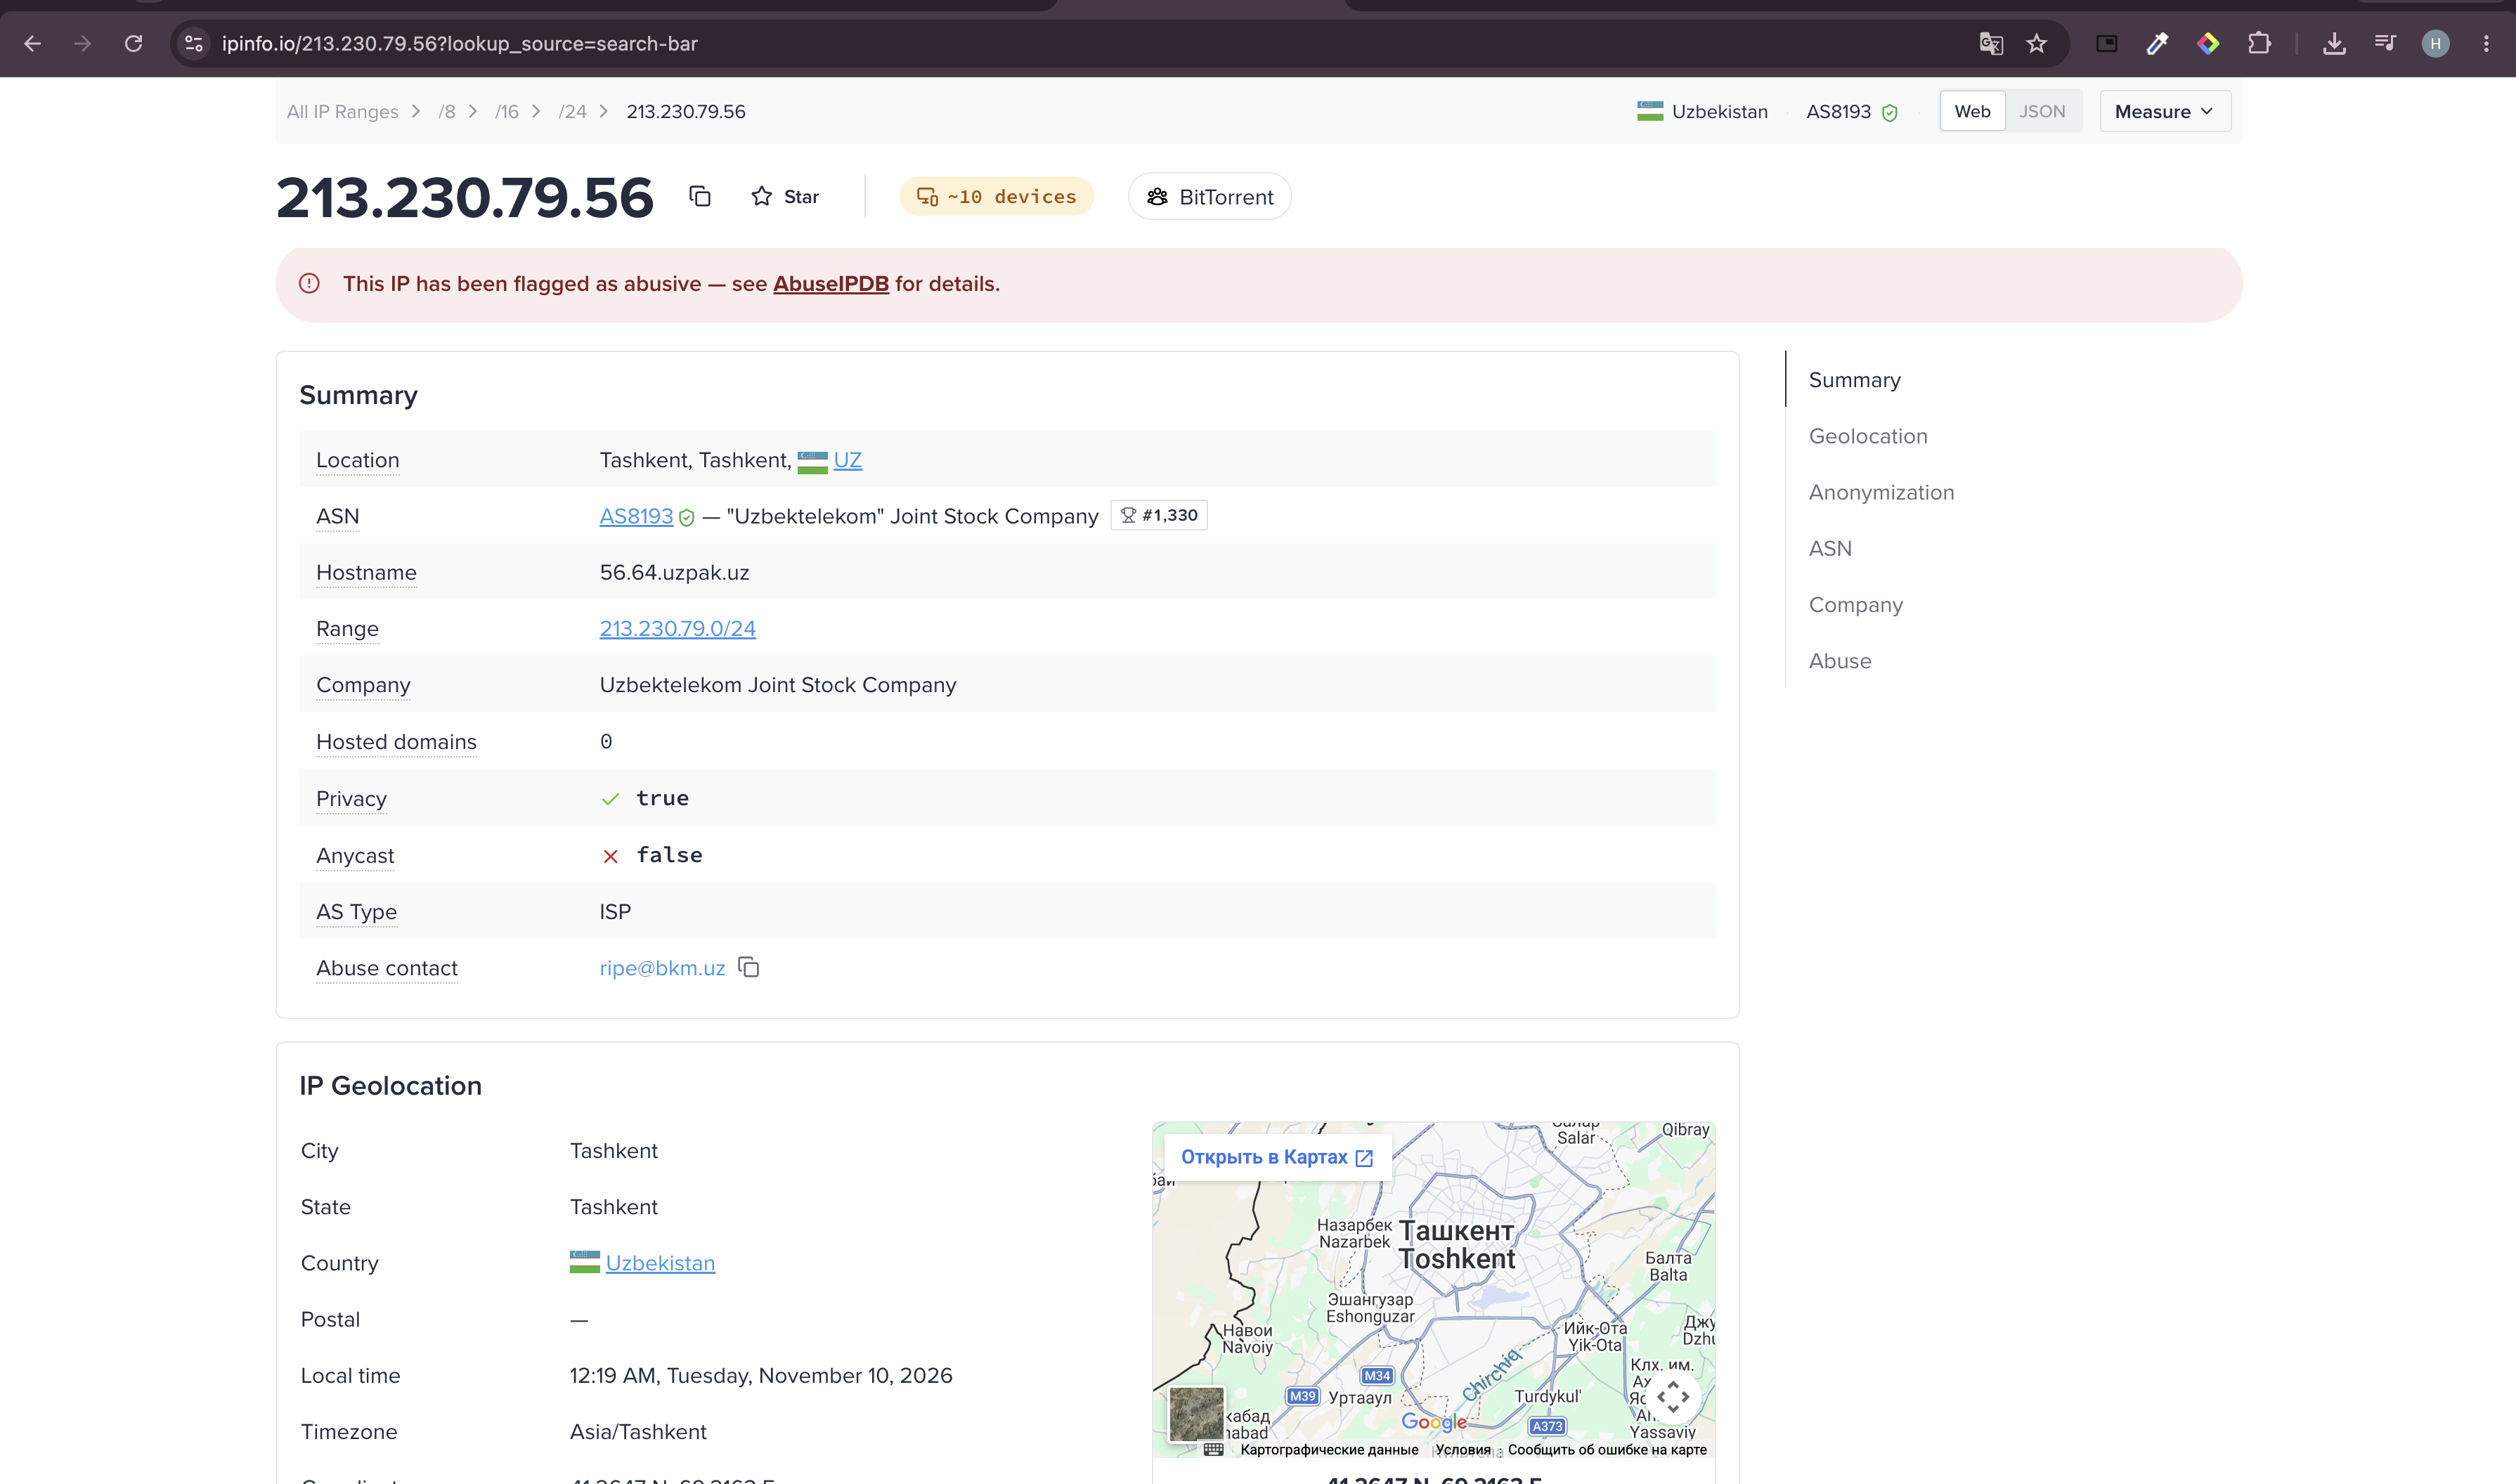 ipinfo.io/213.230.79.56?lookup_source=search-bar
H
All IP Ranges > /8 > /16 > /24 > 213.230.79.56
Uzbekistan
AS8193
Web
JSON
Measure
213.230.79.56
Star
~10 devices
BitTorrent
This IP has been flagged as abusive — see AbuseIPDB for details.
Summary
Location Tashkent, Tashkent, UZ
ASN AS8193 — "Uzbektelekom" Joint Stock Company #1,330
Hostname 56.64.uzpak.uz
Range 213.230.79.0/24
Company Uzbektelekom Joint Stock Company
Hosted domains 0
Privacy true
Anycast false
AS Type ISP
Abuse contact ripe@bkm.uz
Summary
Geolocation
Anonymization
ASN
Company
Abuse
IP Geolocation
City Tashkent
State Tashkent
Country Uzbekistan
Postal —
Local time 12:19 AM, Tuesday, November 10, 2026
Timezone Asia/Tashkent
Открыть в Картах
Salar
Qibray
Назарбек
Nazarbek
Ташкент
Toshkent
Балта
Balta
Эшангузар
Eshonguzar
Навои
Navoiy
Ийк-Ота
Yik-Ota
Клх. им.
M34
M39
Уртааул
Chirchiq
Turdykul'
A373
Yassaviy
Google
Картографические данные
Условия
Сообщить об ошибке на карте